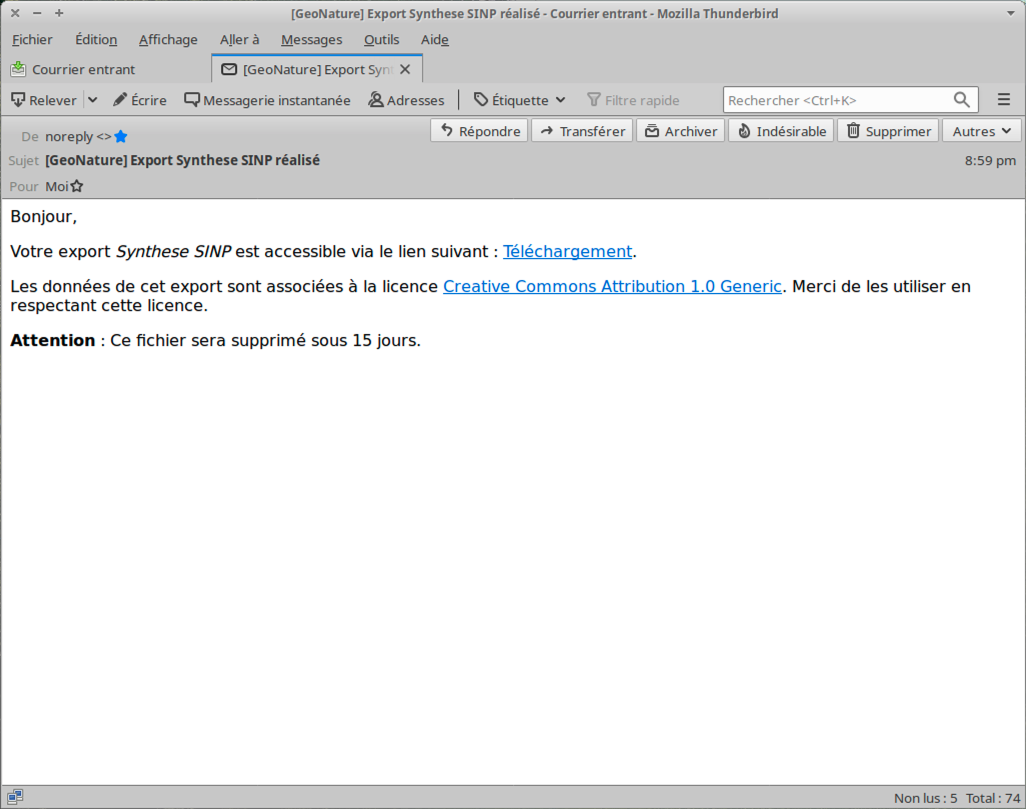 [GeoNature] Export Synthese SINP réalisé - Courrier entrant - Mozilla Thunderbird
Fichier Édition Affichage Aller à Messages Outils Aide
Courrier entrant [GeoNature] Export Syn
Relever Écrire Messagerie instantanée Adresses Étiquette Filtre rapide Rechercher <Ctrl+K>
De noreply <> Répondre Transférer Archiver Indésirable Supprimer Autres
Sujet [GeoNature] Export Synthese SINP réalisé 8:59 pm
Pour Moi
Bonjour,
Votre export Synthese SINP est accessible via le lien suivant : Téléchargement.
Les données de cet export sont associées à la licence Creative Commons Attribution 1.0 Generic. Merci de les utiliser en
respectant cette licence.
Attention : Ce fichier sera supprimé sous 15 jours.
Non lus : 5 Total : 74